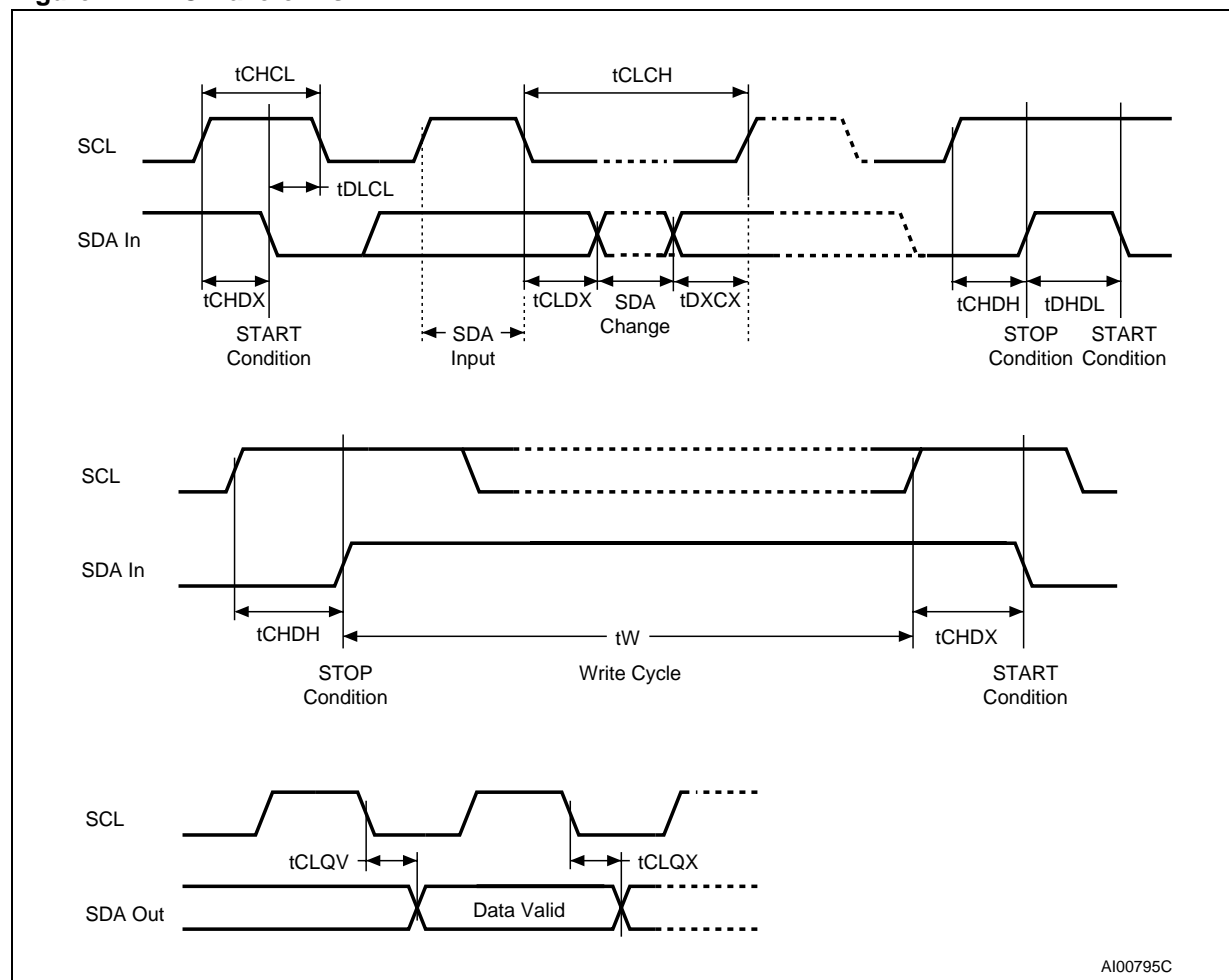 tCHCL
tCLCH
SCL
tDLCL
SDA In
tCHDX
tCLDX
SDA
Change
tDXCX
tCHDH
tDHDL
START
Condition
SDA
Input
STOP
Condition
START
Condition
SCL
SDA In
tCHDH
tW
tCHDX
STOP
Condition
Write Cycle
START
Condition
SCL
tCLQV
tCLQX
SDA Out
Data Valid
AI00795C